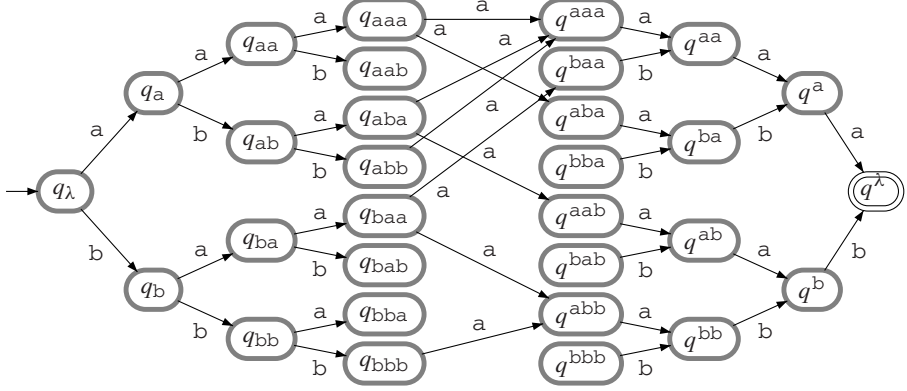 a q_aaa a q^aaa a
q_aa a q^aa
a b q_aab a q^baa b a
q_a q^a
b a q_aba a q^aba a b
a q_ab q^ba a
b q_abb a q^bba b
q_λ q^λ
a q_baa a q^aab a
b a q_ba q^ab a b
b q_bab a q^bab b
q_b q^b
b a q_bba q^abb a b
q_bb a q^bb
b q_bbb q^bbb b